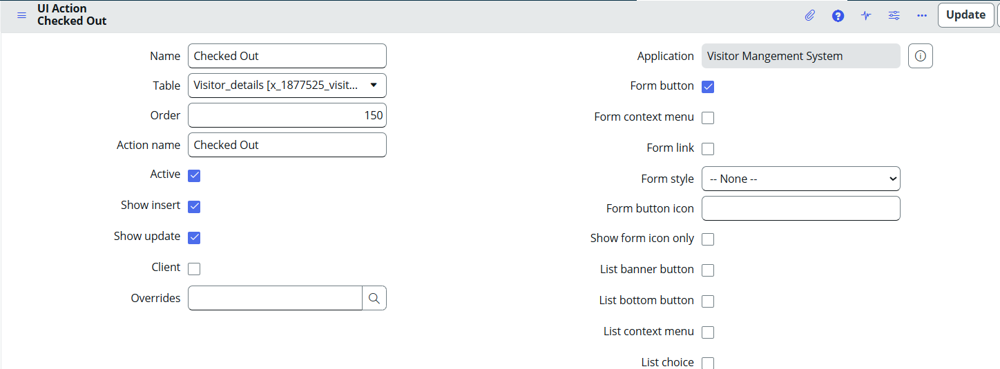 UI Action
Checked Out
Update
Name Checked Out
Table Visitor_details [x_1877525_visit...
Order 150
Action name Checked Out
Active
Show insert
Show update
Client
Overrides
Application Visitor Mangement System
Form button
Form context menu
Form link
Form style -- None --
Form button icon
Show form icon only
List banner button
List bottom button
List context menu
List choice